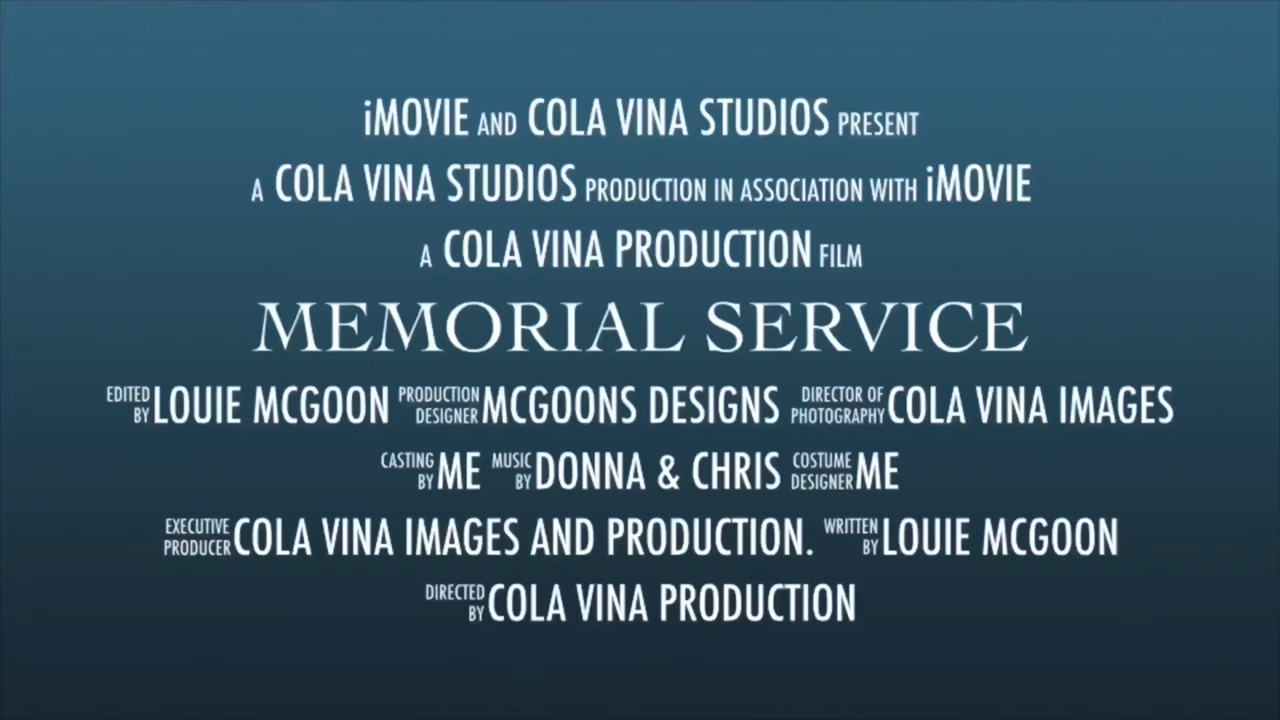 iMOVIE AND COLA VINA STUDIOS PRESENT
A COLA VINA STUDIOS PRODUCTION IN ASSOCIATION WITH iMOVIE
A COLA VINA PRODUCTION FILM
MEMORIAL SERVICE
EDITED BY LOUIE MCGOON PRODUCTION DESIGNER MCGOONS DESIGNS DIRECTOR OF PHOTOGRAPHY COLA VINA IMAGES
CASTING BY ME MUSIC BY DONNA & CHRIS COSTUME DESIGNER ME
EXECUTIVE PRODUCER COLA VINA IMAGES AND PRODUCTION. WRITTEN BY LOUIE MCGOON
DIRECTED BY COLA VINA PRODUCTION